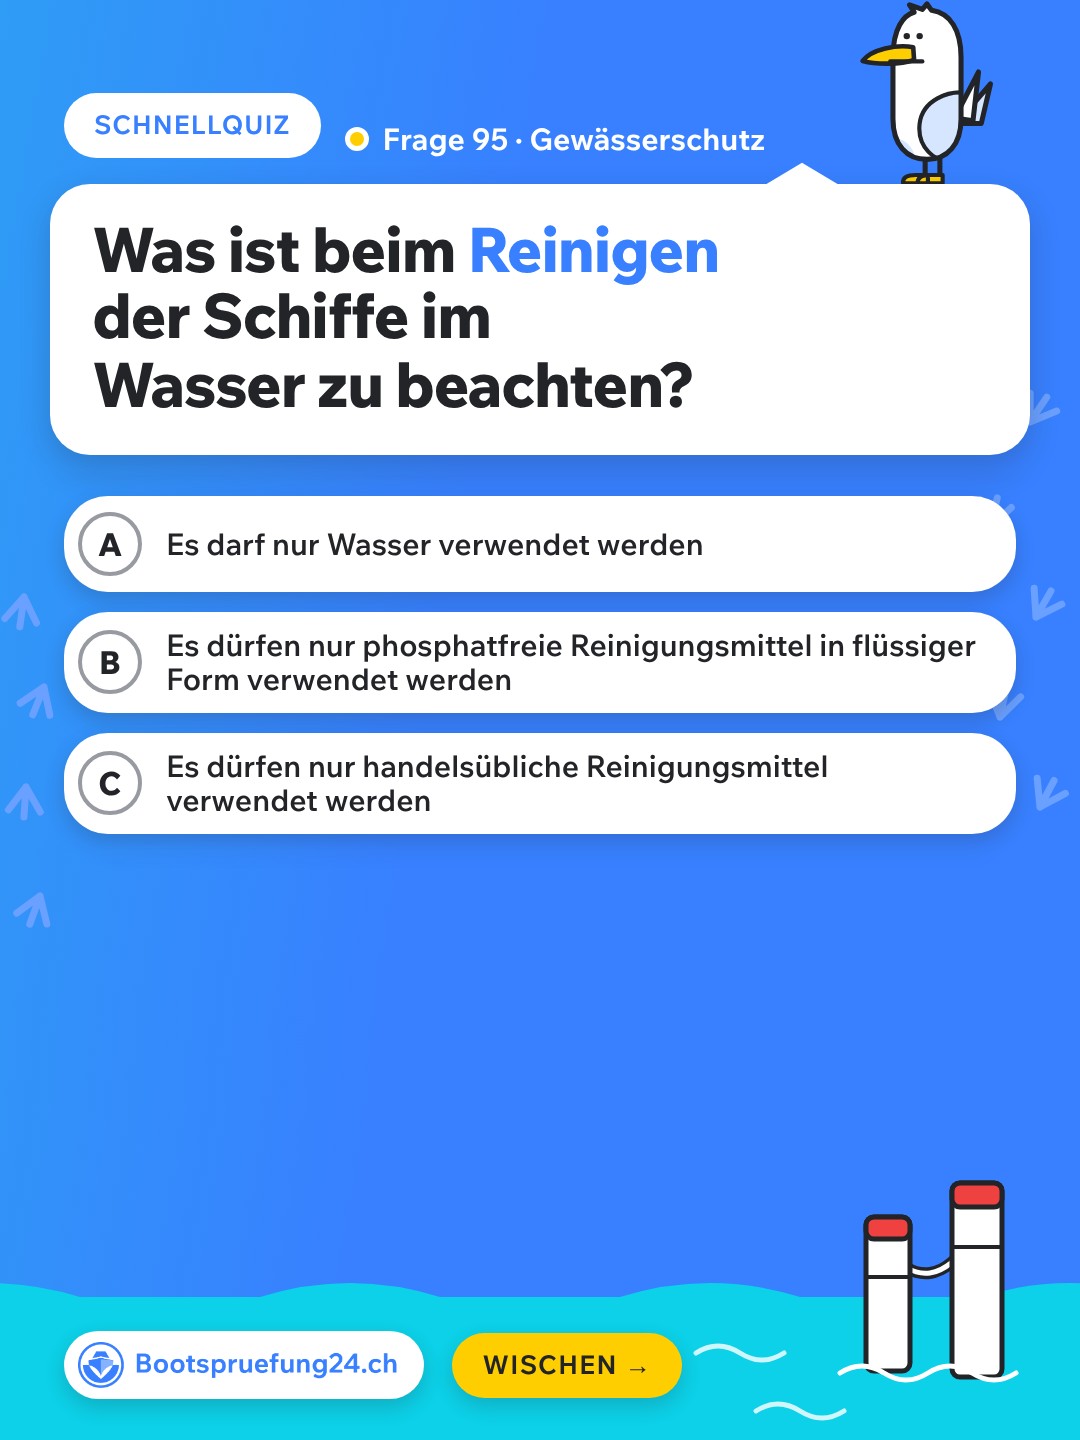 SCHNELLQUIZ
Frage 95 · Gewässerschutz
Was ist beim Reinigen
der Schiffe im
Wasser zu beachten?
A
Es darf nur Wasser verwendet werden
B
Es dürfen nur phosphatfreie Reinigungsmittel in flüssiger
Form verwendet werden
C
Es dürfen nur handelsübliche Reinigungsmittel
verwendet werden
Bootspruefung24.ch
WISCHEN →